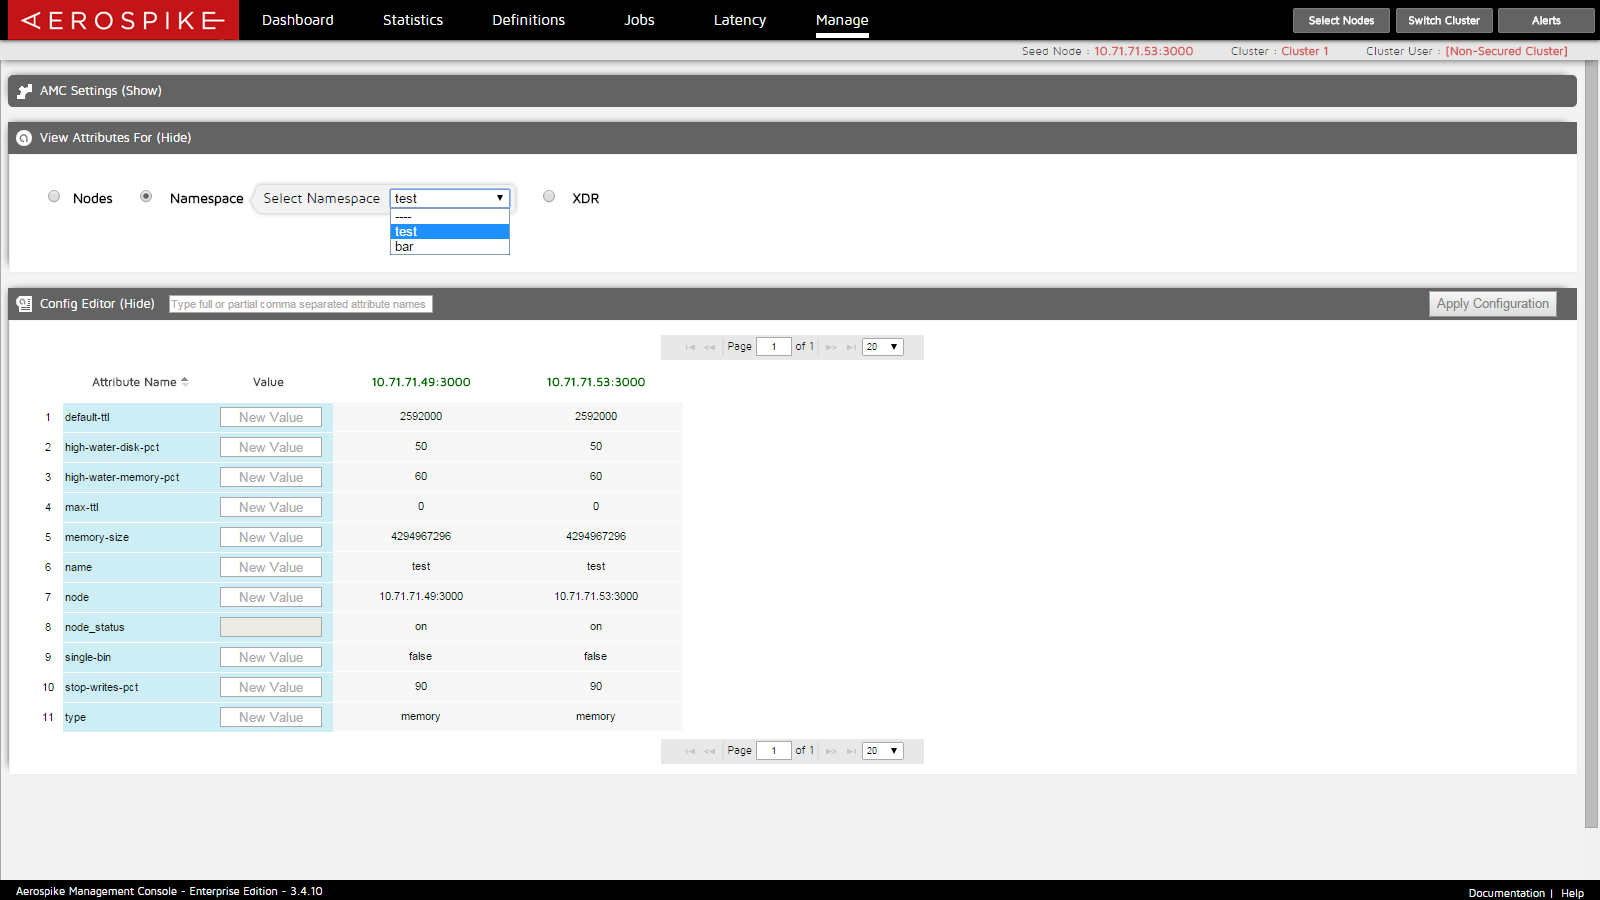 AEROSPIKE Dashboard Statistics Definitions Jobs Latency Manage Select Nodes Switch Cluster Alerts
Seed Node : 10.71.71.53:3000 Cluster : Cluster 1 Cluster User : [Non-Secured Cluster]
AMC Settings (Show)
View Attributes For (Hide)
Nodes Namespace Select Namespace test XDR
----
test
bar
Config Editor (Hide) Type full or partial comma separated attribute names Apply Configuration
Page 1 of 1 20
Attribute Name Value 10.71.71.49:3000 10.71.71.53:3000
1 default-ttl New Value 2592000 2592000
2 high-water-disk-pct New Value 50 50
3 high-water-memory-pct New Value 60 60
4 max-ttl New Value 0 0
5 memory-size New Value 4294967296 4294967296
6 name New Value test test
7 node New Value 10.71.71.49:3000 10.71.71.53:3000
8 node_status on on
9 single-bin New Value false false
10 stop-writes-pct New Value 90 90
11 type New Value memory memory
Page 1 of 1 20
Aerospike Management Console - Enterprise Edition - 3.4.10 Documentation | Help